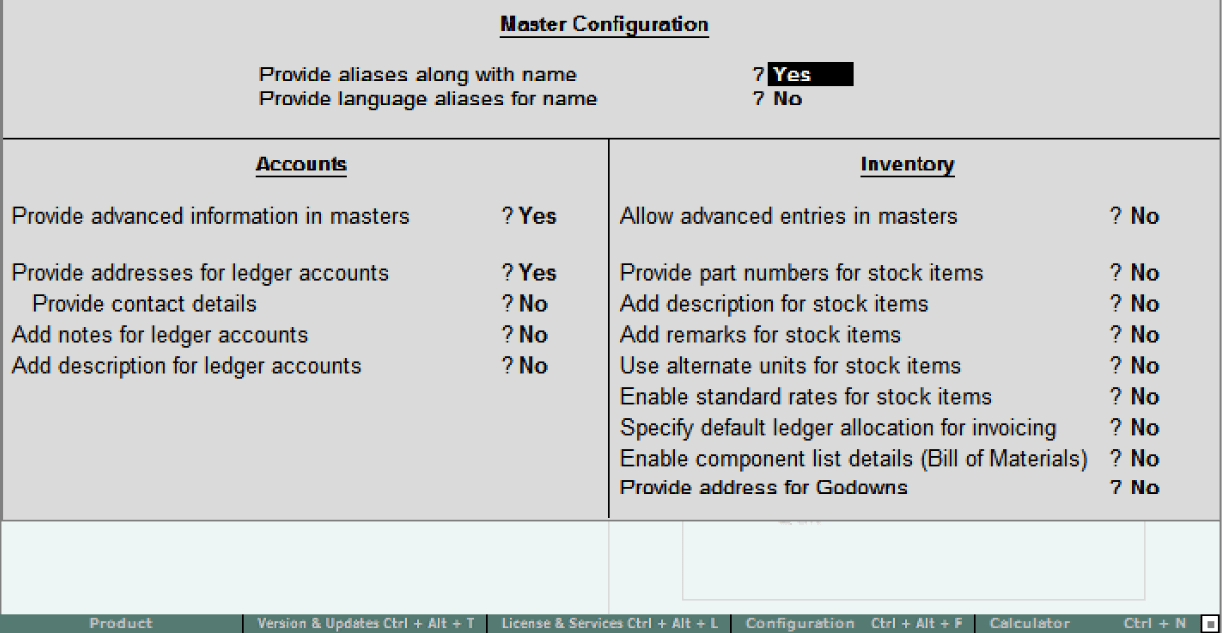 Master Configuration
Provide aliases along with name ? Yes
Provide language aliases for name ? No
Accounts
Provide advanced information in masters ? Yes
Provide addresses for ledger accounts ? Yes
Provide contact details ? No
Add notes for ledger accounts ? No
Add description for ledger accounts ? No
Inventory
Allow advanced entries in masters ? No
Provide part numbers for stock items ? No
Add description for stock items ? No
Add remarks for stock items ? No
Use alternate units for stock items ? No
Enable standard rates for stock items ? No
Specify default ledger allocation for invoicing ? No
Enable component list details (Bill of Materials) ? No
Provide address for Godowns ? No
Product Version & Updates Ctrl + Alt + T License & Services Ctrl + Alt + L Configuration Ctrl + Alt + F Calculator Ctrl + N